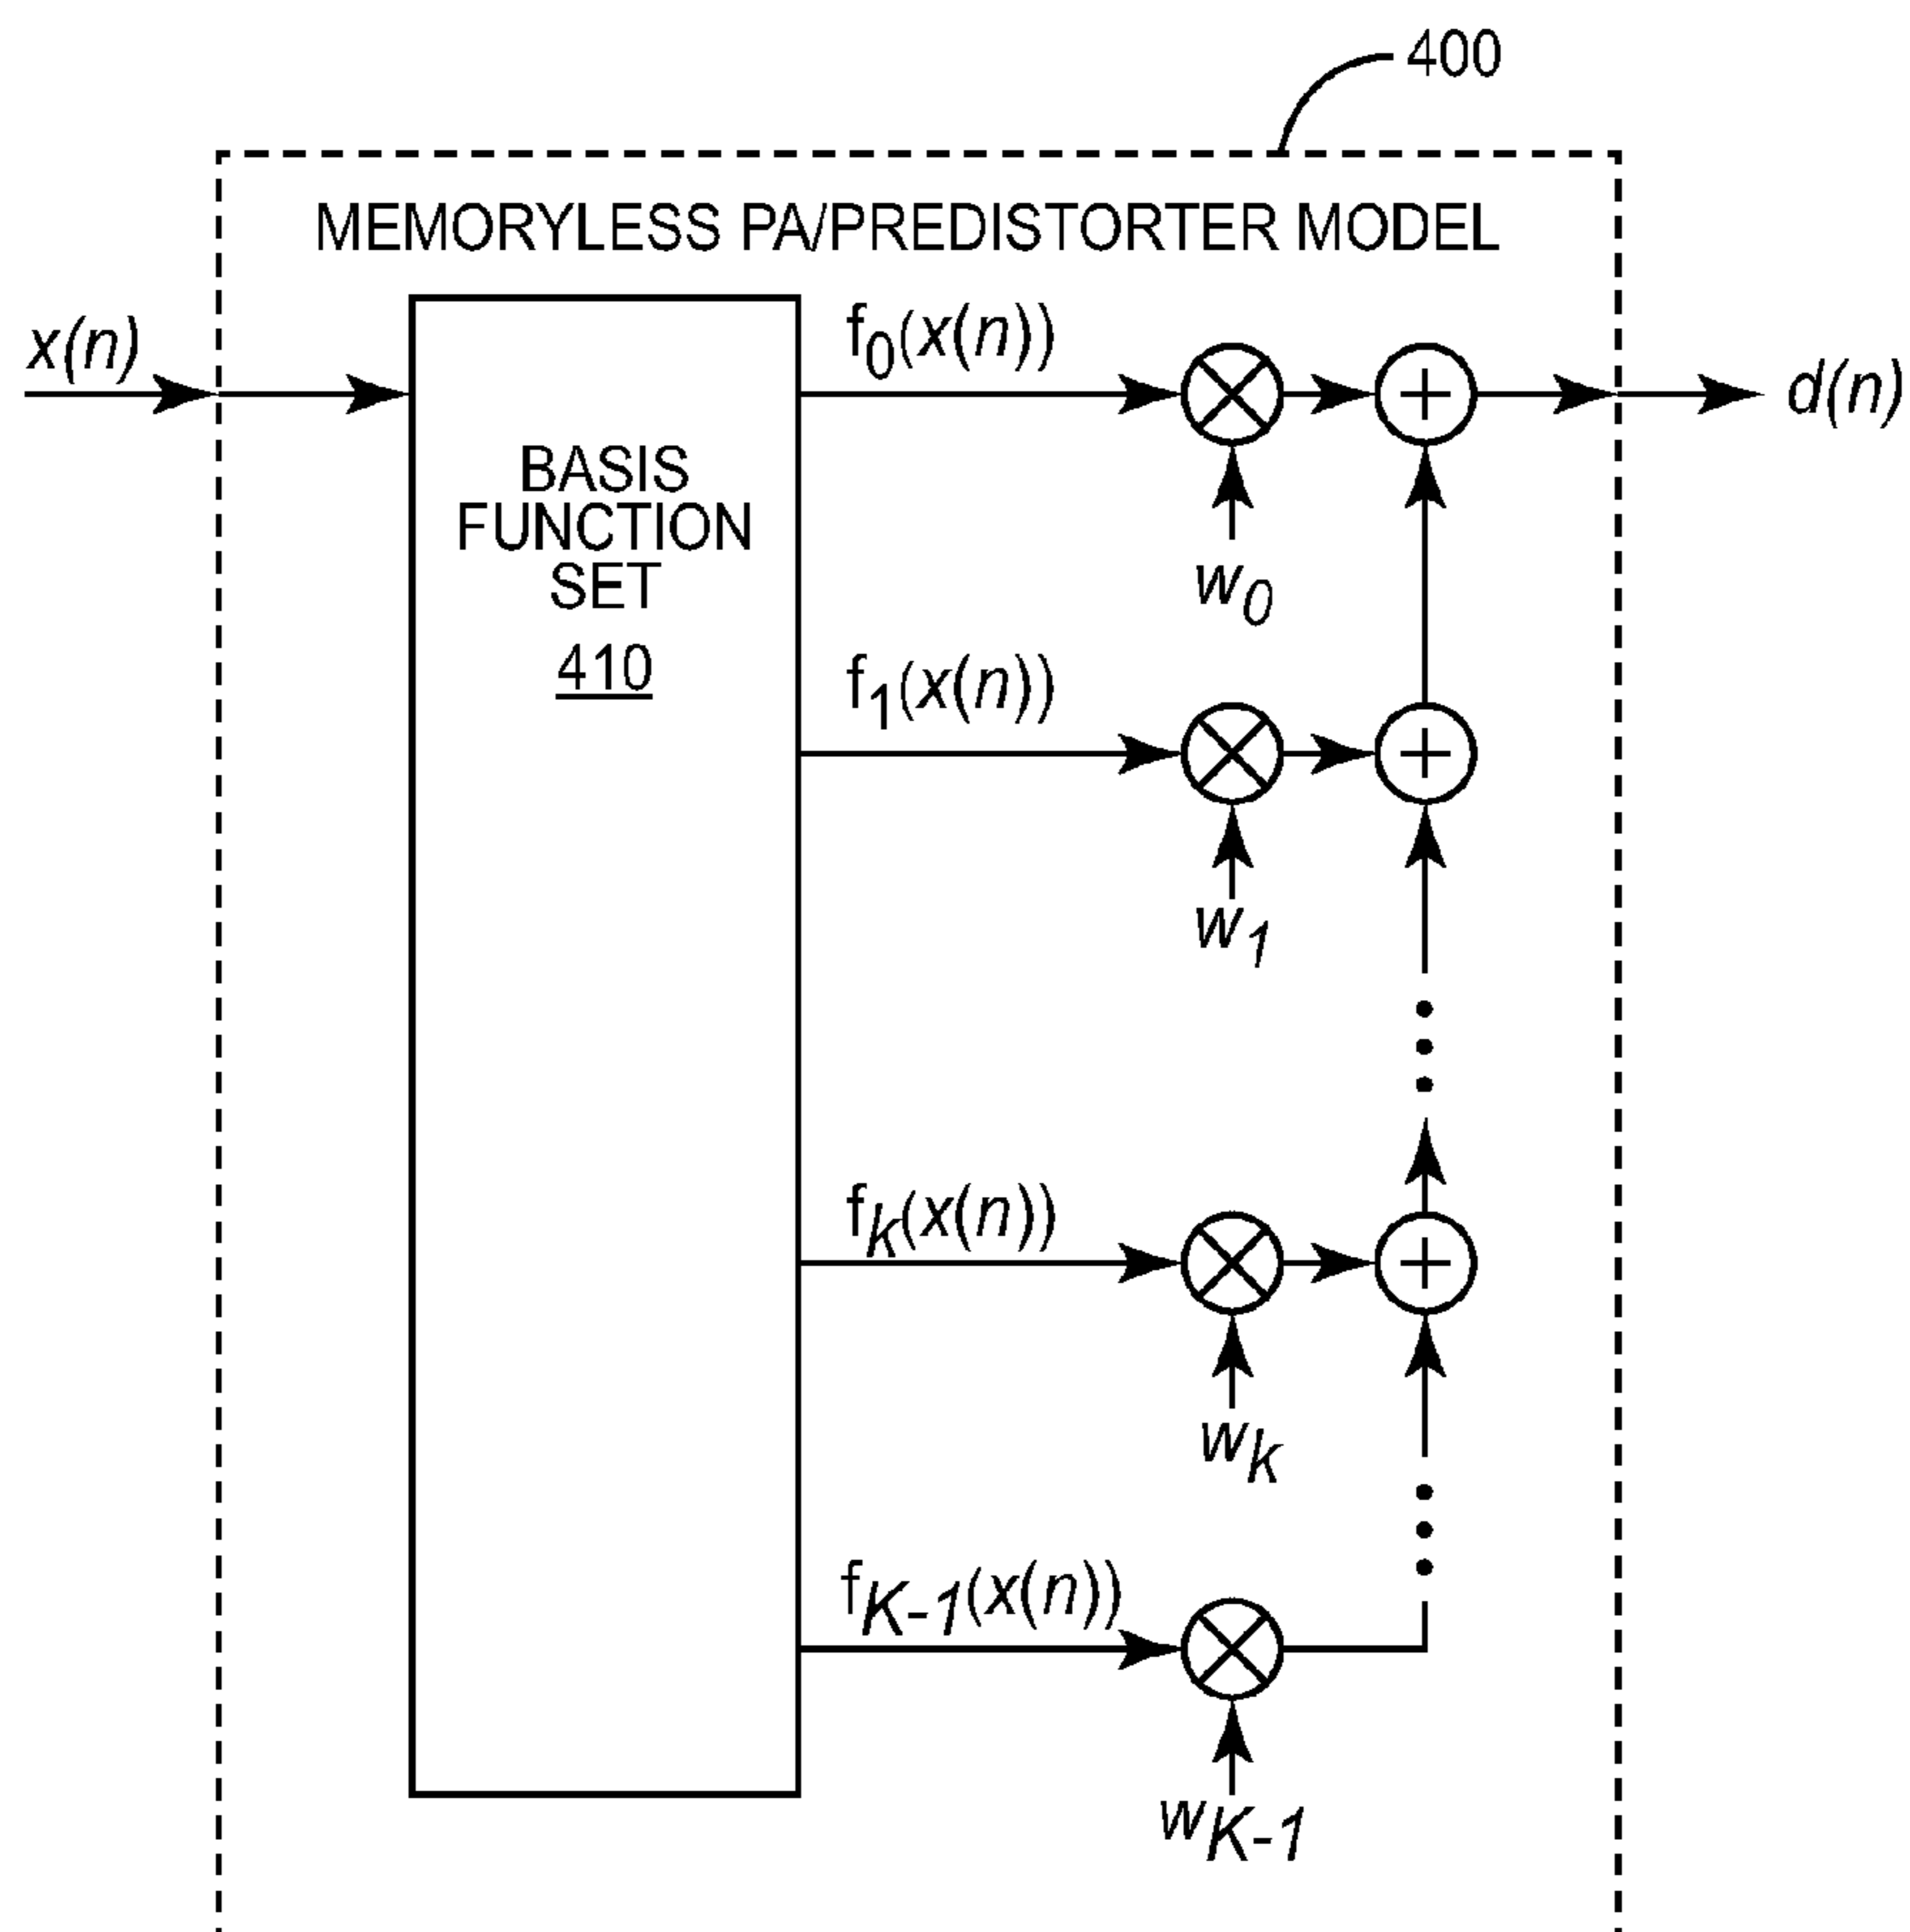 400
MEMORYLESS PA/PREDISTORTER MODEL
x(n)
f0(x(n))
d(n)
BASIS
FUNCTION
SET
410
w0
f1(x(n))
w1
fk(x(n))
wk
fK-1(x(n))
wK-1